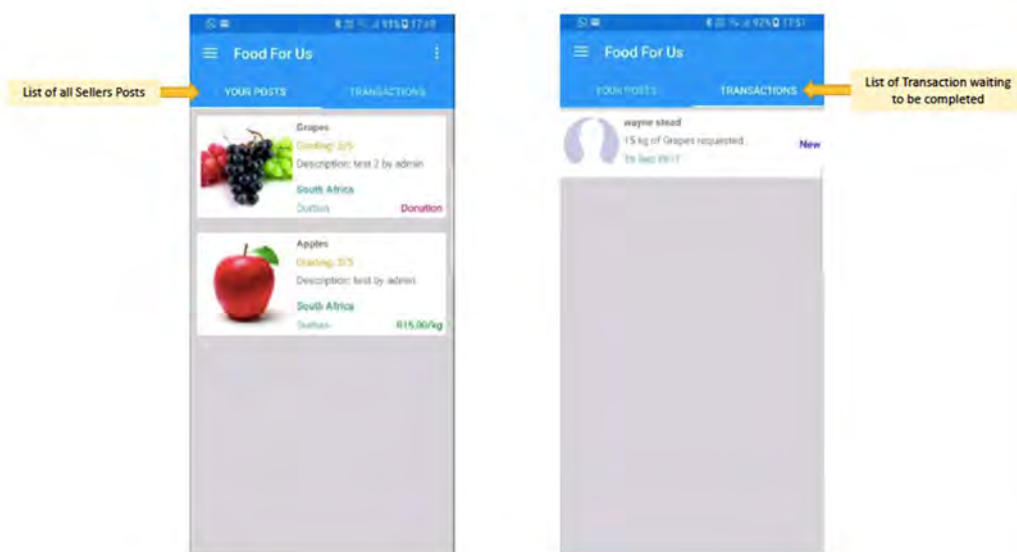 List of all Sellers Posts
Food For Us
YOUR POSTS
TRANSACTIONS
Grapes
Grading: 3/5
Description: test 2 by admin
South Africa
Durban
Donation
Apples
Grading: 3/5
Description: test by admin
South Africa
Durban
R15,00/kg
92% 17:51
Food For Us
YOUR POSTS
TRANSACTIONS
wayne stead
15 kg of Grapes requested
New
List of Transaction waiting
to be completed